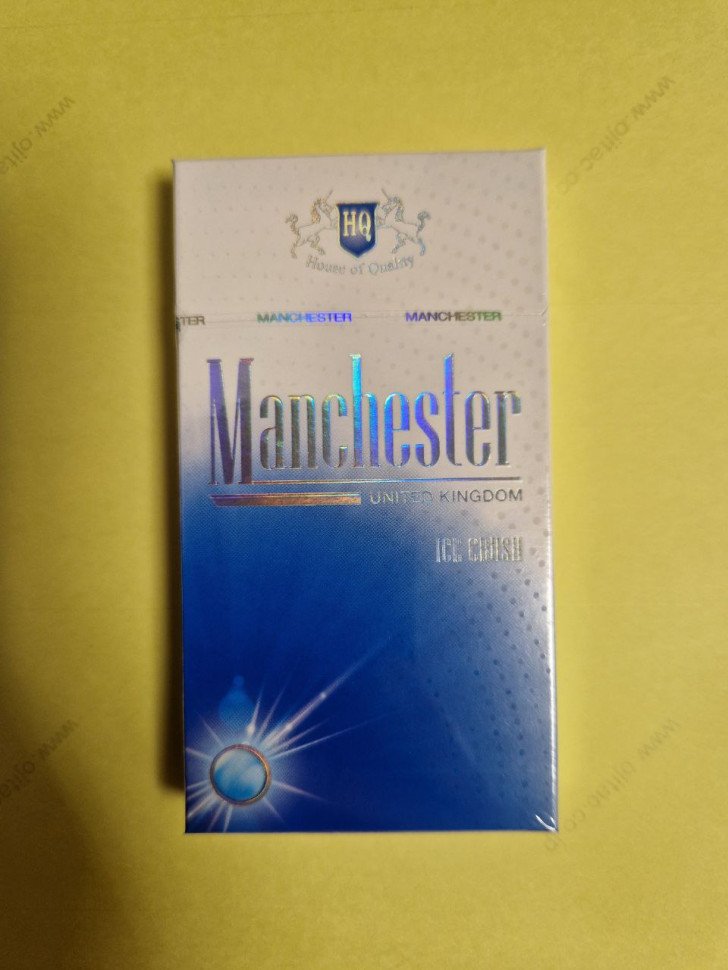 HQ
House of Quality
TER MANCHESTER MANCHESTER
Manchester
UNITED KINGDOM
ICE CRUSH